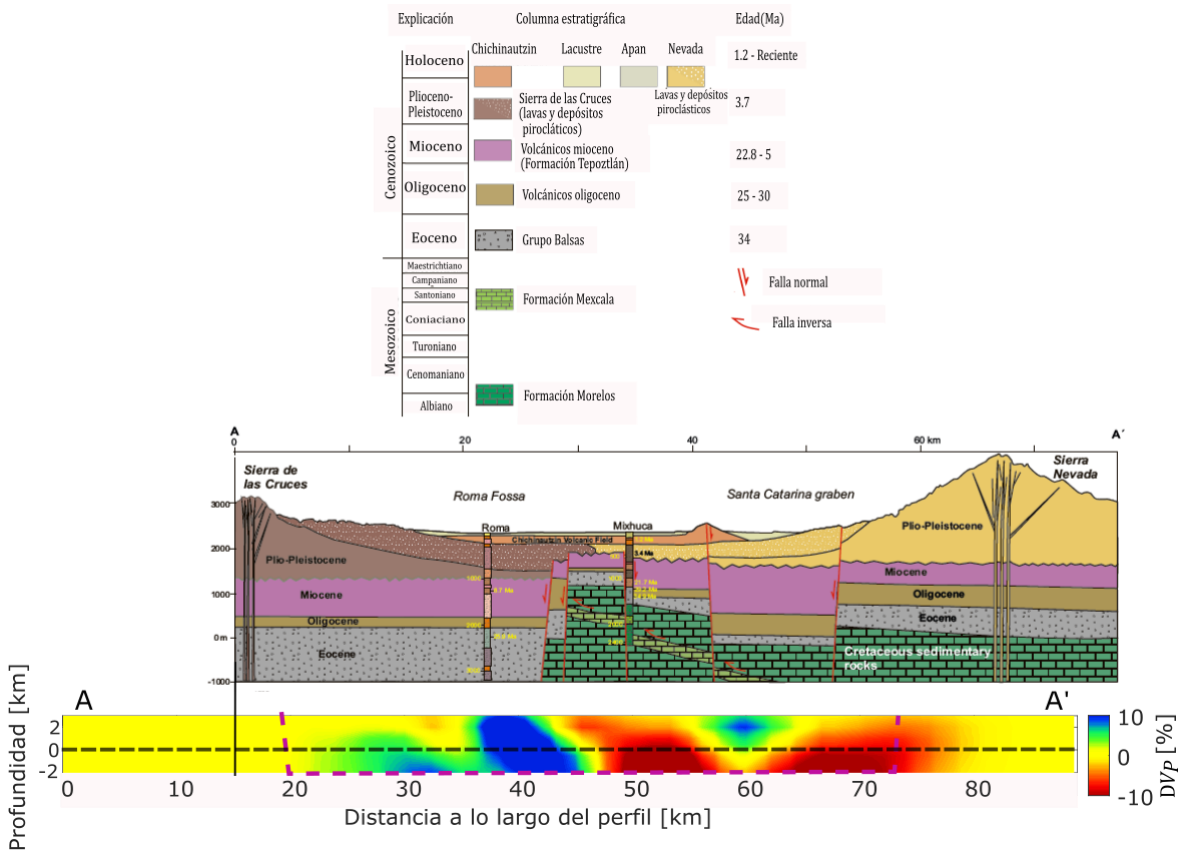 Explicación Columna estratigráfica Edad(Ma)
Chichinautzin Lacustre Apan Nevada
Holoceno 1.2 - Reciente
Lavas y depósitos
piroclásticos
Plioceno-
Pleistoceno
Sierra de las Cruces
(lavas y depósitos
pirocláticos)
3.7
Cenozoico
Mioceno
Volcánicos mioceno
(Formación Tepoztlán)
22.8 - 5
Oligoceno Volcánicos oligoceno 25 - 30
Eoceno Grupo Balsas 34
Mesozoico
Maestrichtiano
Campaniano
Santoniano Formación Mexcala
Coniaciano
Turoniano
Cenomaniano
Albiano
Formación Morelos
Falla normal
Falla inversa
A A´
0 20 40 60 km
Sierra de
las Cruces
Roma Fossa
Santa Catarina graben
Sierra
Nevada
3000
2000
1000
0 m
-1000
Roma
Mixhuca
Chichinautzin Volcanic Field
3.4 Ma
Plio-Pleistocene
Plio-Pleistocene
Miocene
Miocene
Oligocene
Oligocene
Eocene
Eocene
Cretaceous sedimentary
rocks
A A'
Profundidad [km]
2
0
-2
0 10 20 30 40 50 60 70 80
Distancia a lo largo del perfil [km]
10
0
-10
DVP [%]